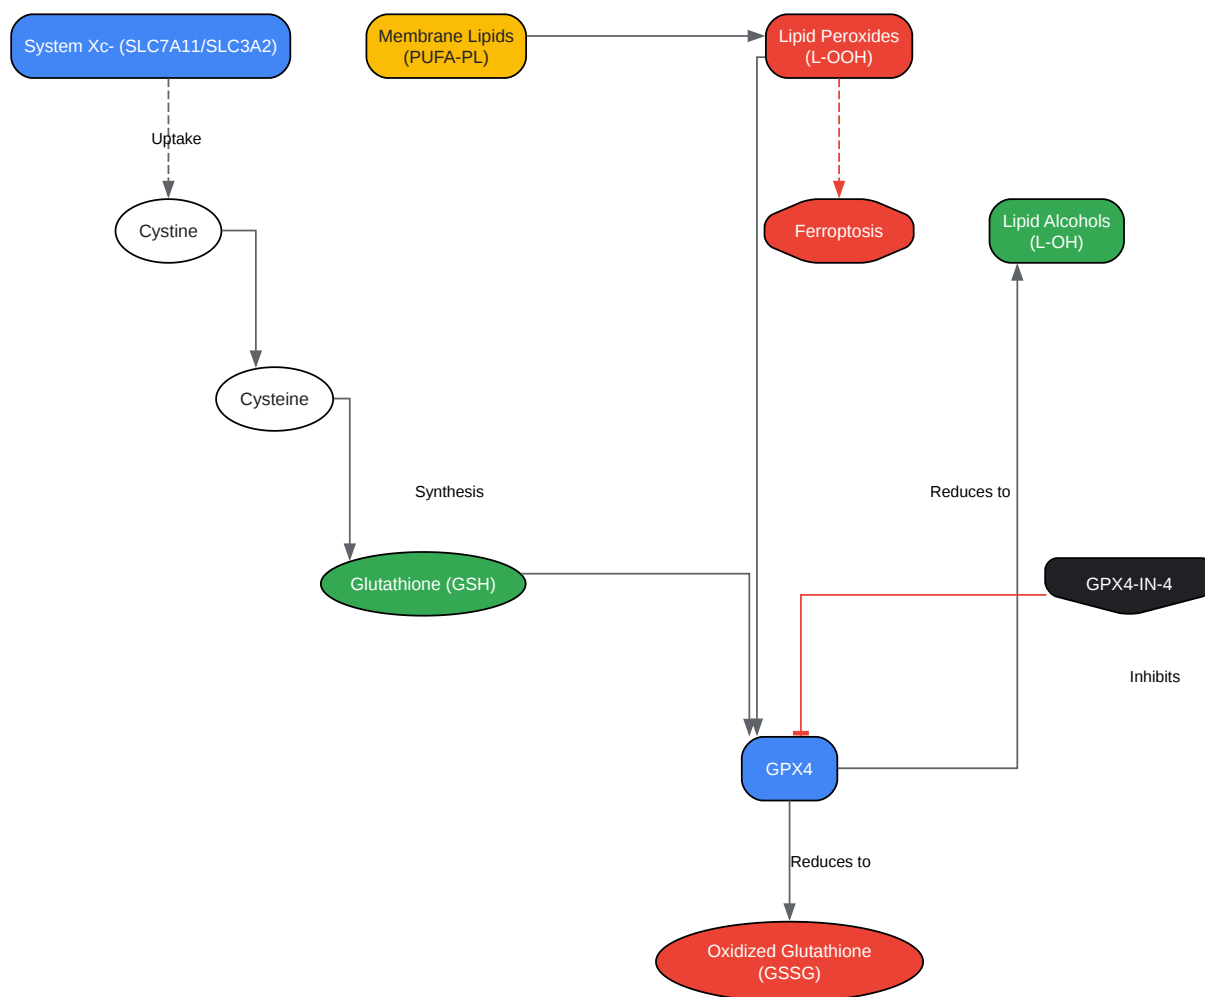 System Xc- (SLC7A11/SLC3A2)
Membrane Lipids
(PUFA-PL)
Lipid Peroxides
(L-OOH)
Uptake
Cystine
Ferroptosis
Lipid Alcohols
(L-OH)
Cysteine
Synthesis
Reduces to
Glutathione (GSH)
GPX4-IN-4
Inhibits
GPX4
Reduces to
Oxidized Glutathione
(GSSG)